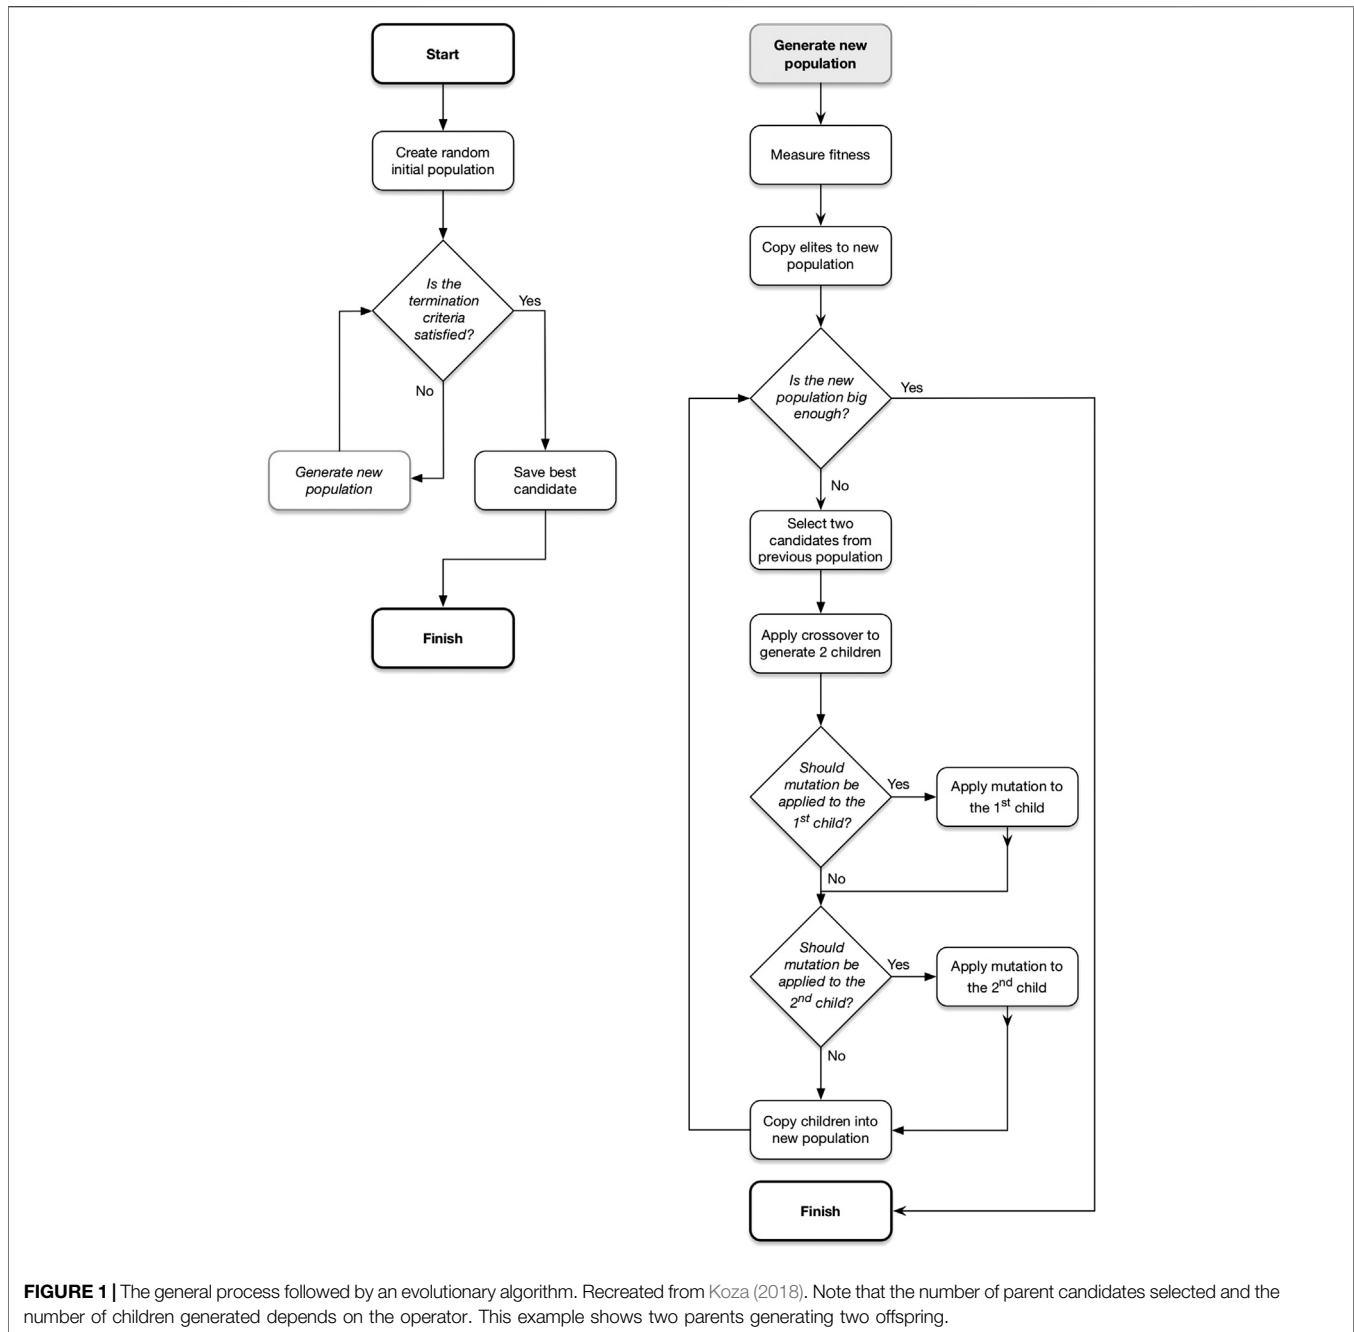 Start
Create random
initial population
Is the
termination
criteria
satisfied?
Yes
No
Generate new
population
Save best
candidate
Finish
Generate new
population
Measure fitness
Copy elites to new
population
Is the new
population big
enough?
Yes
No
Select two
candidates from
previous population
Apply crossover to
generate 2 children
Should
mutation be
applied to the
1st child?
Yes
Apply mutation to
the 1st child
No
Should
mutation be
applied to the
2nd child?
Yes
Apply mutation to
the 2nd child
No
Copy children into
new population
Finish
FIGURE 1 | The general process followed by an evolutionary algorithm. Recreated from Koza (2018). Note that the number of parent candidates selected and the
number of children generated depends on the operator. This example shows two parents generating two offspring.